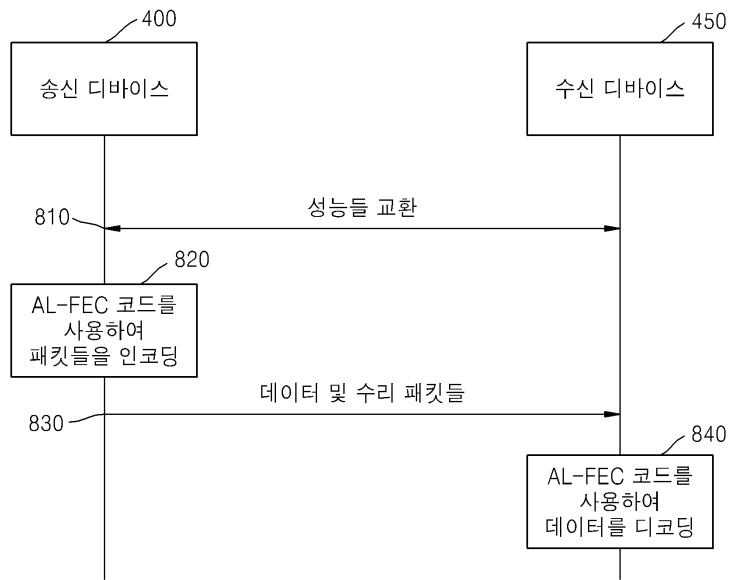 400
450
송신 디바이스
수신 디바이스
810
성능들 교환
820
AL-FEC 코드를
사용하여
패킷들을 인코딩
830
데이터 및 수리 패킷들
840
AL-FEC 코드를
사용하여
데이터를 디코딩